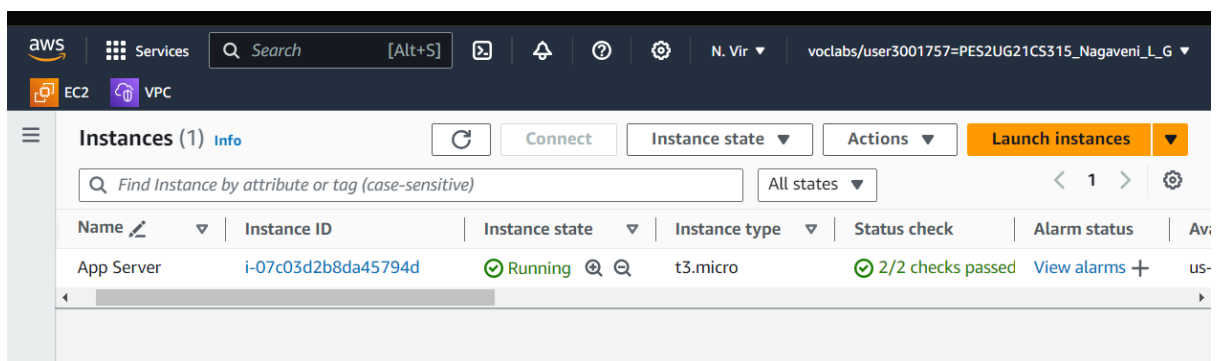 aws Services Search [Alt+S] N. Vir voclabs/user3001757=PES2UG21CS315_Nagaveni_L_G
EC2 VPC
Instances (1) Info Connect Instance state Actions Launch instances
Find Instance by attribute or tag (case-sensitive) All states 1
Name Instance ID Instance state Instance type Status check Alarm status Ava
App Server i-07c03d2b8da45794d Running t3.micro 2/2 checks passed View alarms + us-